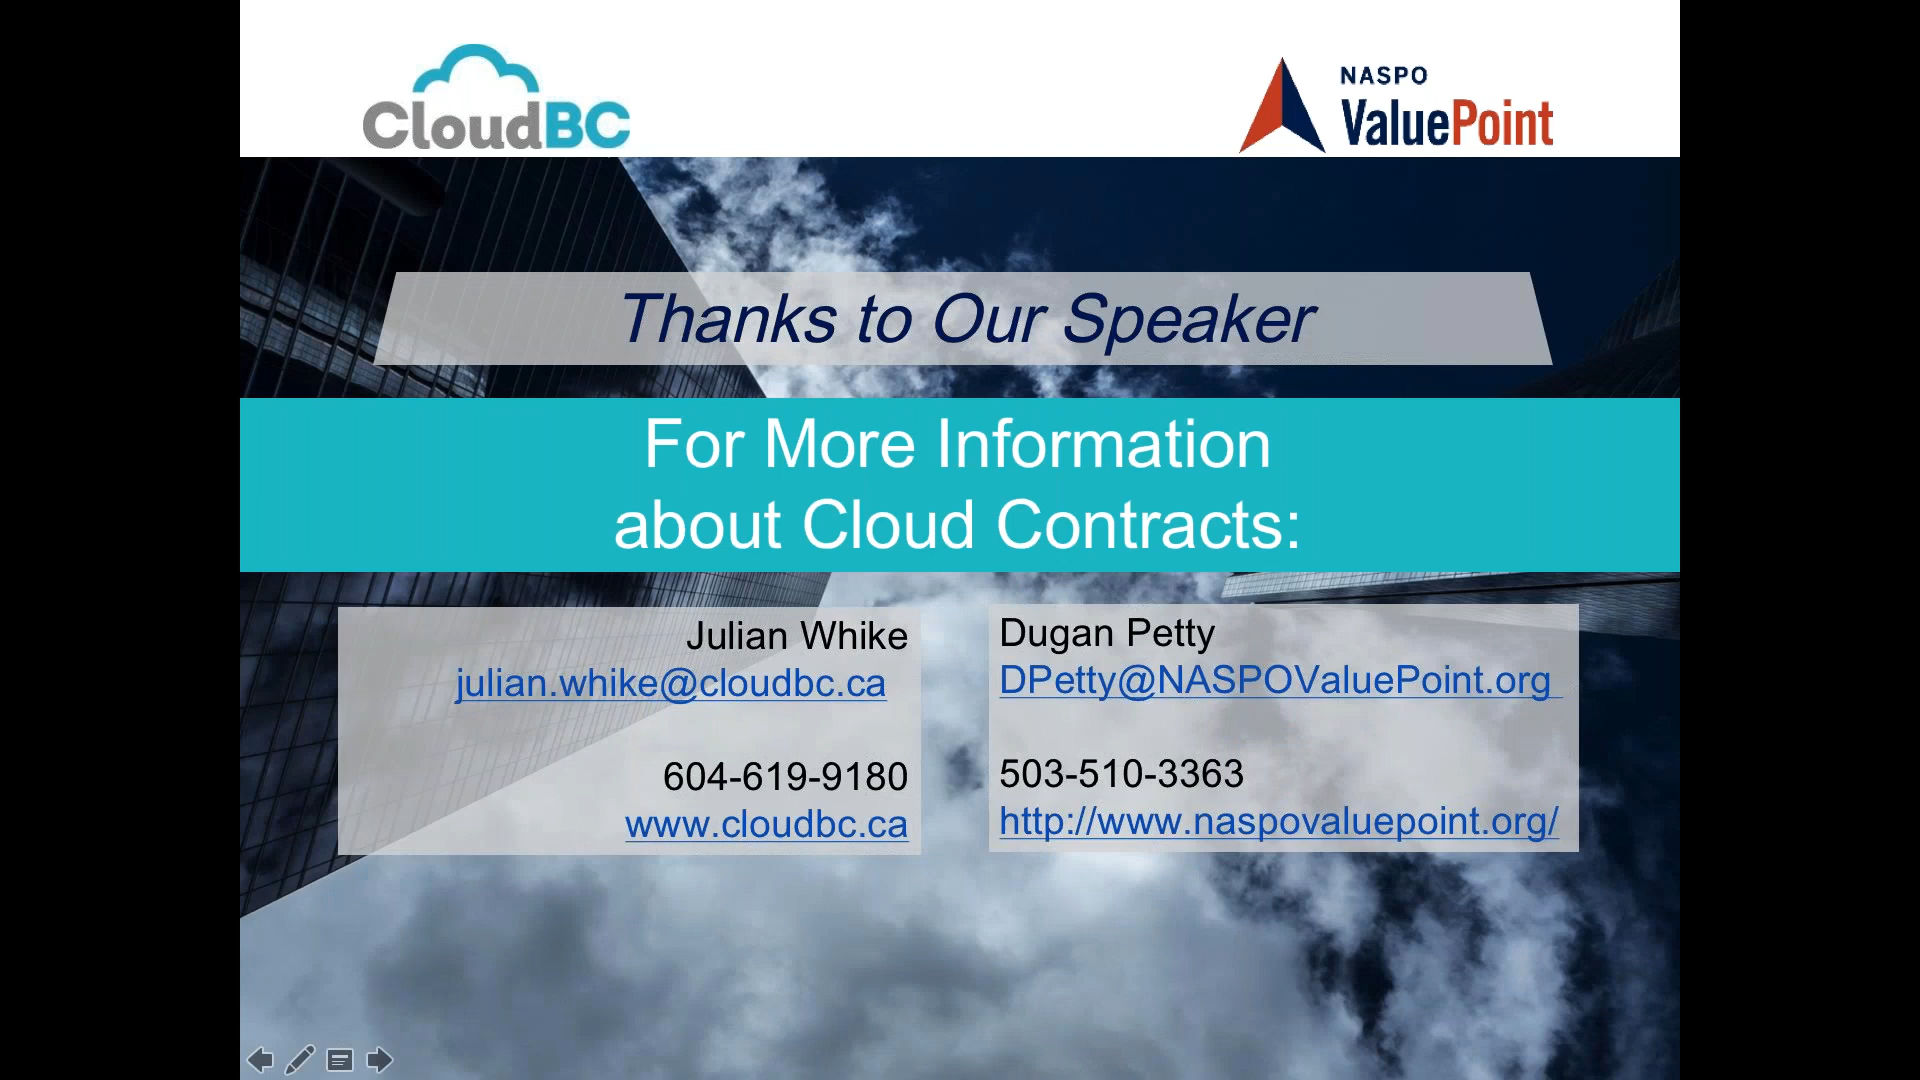 CloudBC
NASPO
ValuePoint
Thanks to Our Speaker
For More Information
about Cloud Contracts:
Julian Whike
julian.whike@cloudbc.ca
604-619-9180
www.cloudbc.ca
Dugan Petty
DPetty@NASPOValuePoint.org
503-510-3363
http://www.naspovaluepoint.org/